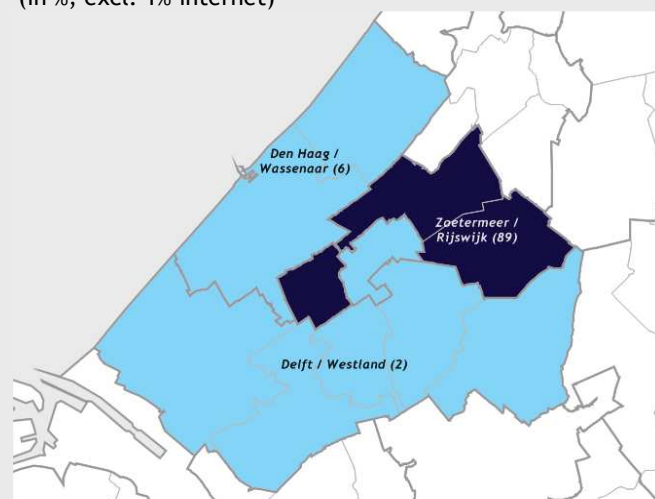 (in %, excl. 1% internet)
Den Haag /
Wassenaar (6)
Zoetermeer /
Rijswijk (89)
Delft / Westland (2)